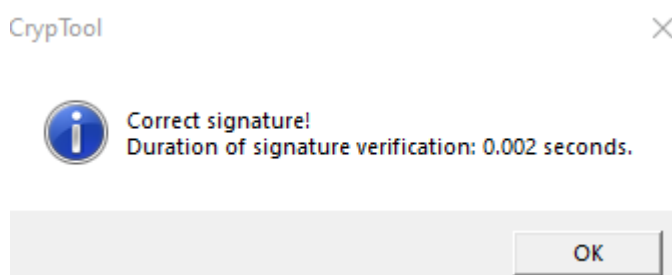 CrypTool
Correct signature!
Duration of signature verification: 0.002 seconds.
OK